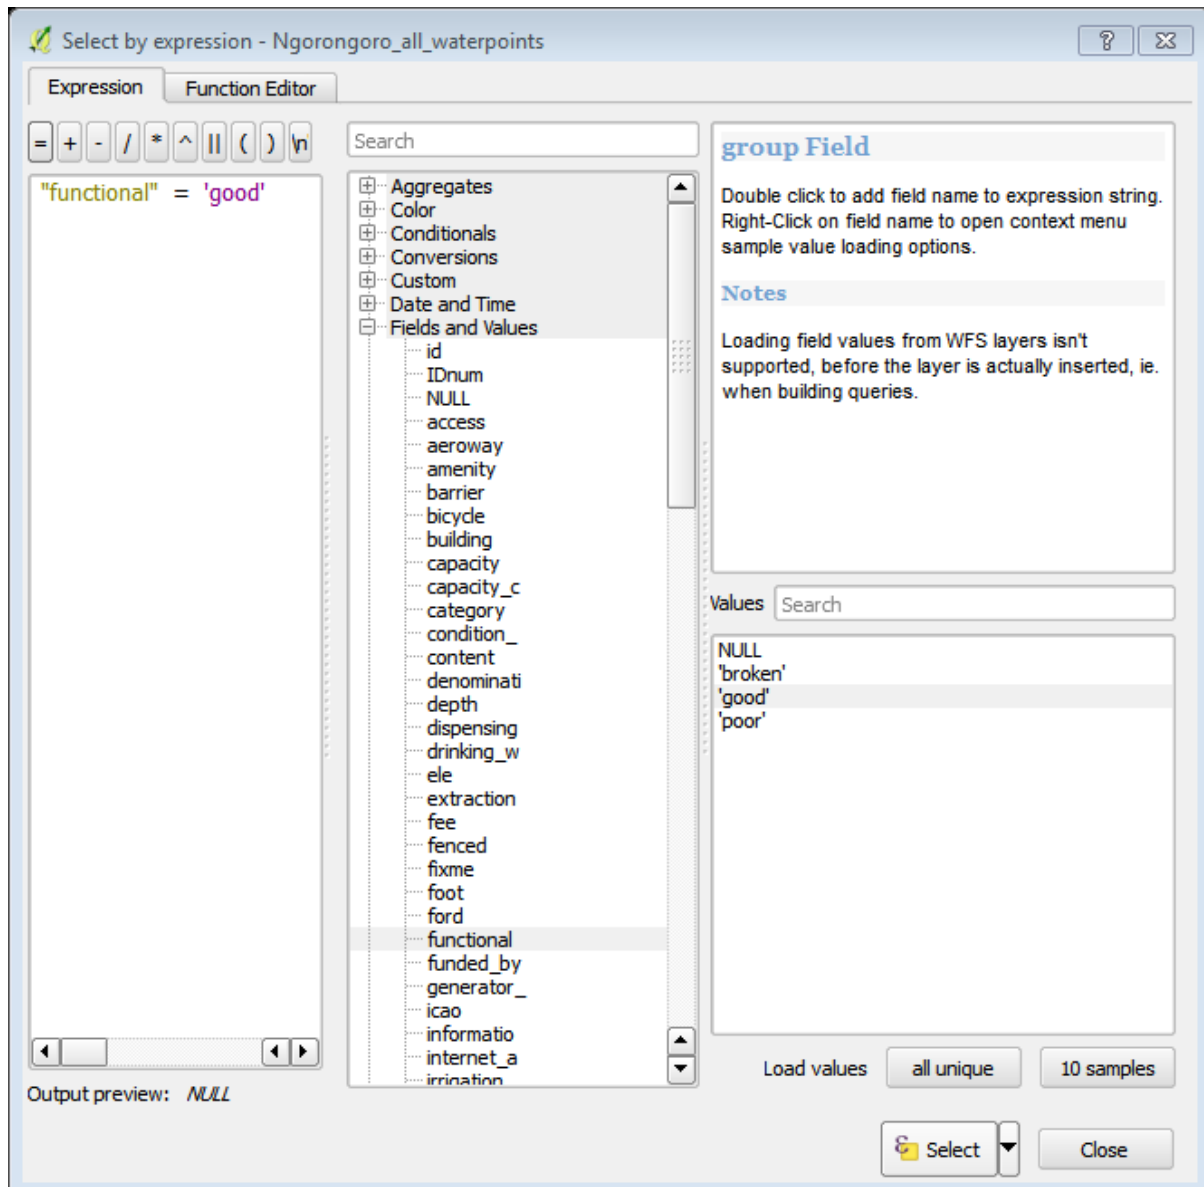 Select by expression - Ngorongoro_all_waterpoints
Expression
Function Editor
= + - / * ^ || ( ) \n
"functional" = 'good'
Output preview: NULL
Search
Aggregates
Color
Conditionals
Conversions
Custom
Date and Time
Fields and Values
id
IDnum
NULL
access
aeroway
amenity
barrier
bicycle
building
capacity
capacity_c
category
condition_
content
denominati
depth
dispensing
drinking_w
ele
extraction
fee
fenced
fixme
foot
ford
functional
funded_by
generator_
icao
informatio
internet_a
irrigation
group Field
Double click to add field name to expression string.
Right-Click on field name to open context menu
sample value loading options.
Notes
Loading field values from WFS layers isn't
supported, before the layer is actually inserted, ie.
when building queries.
Values Search
NULL
'broken'
'good'
'poor'
Load values all unique 10 samples
Select Close